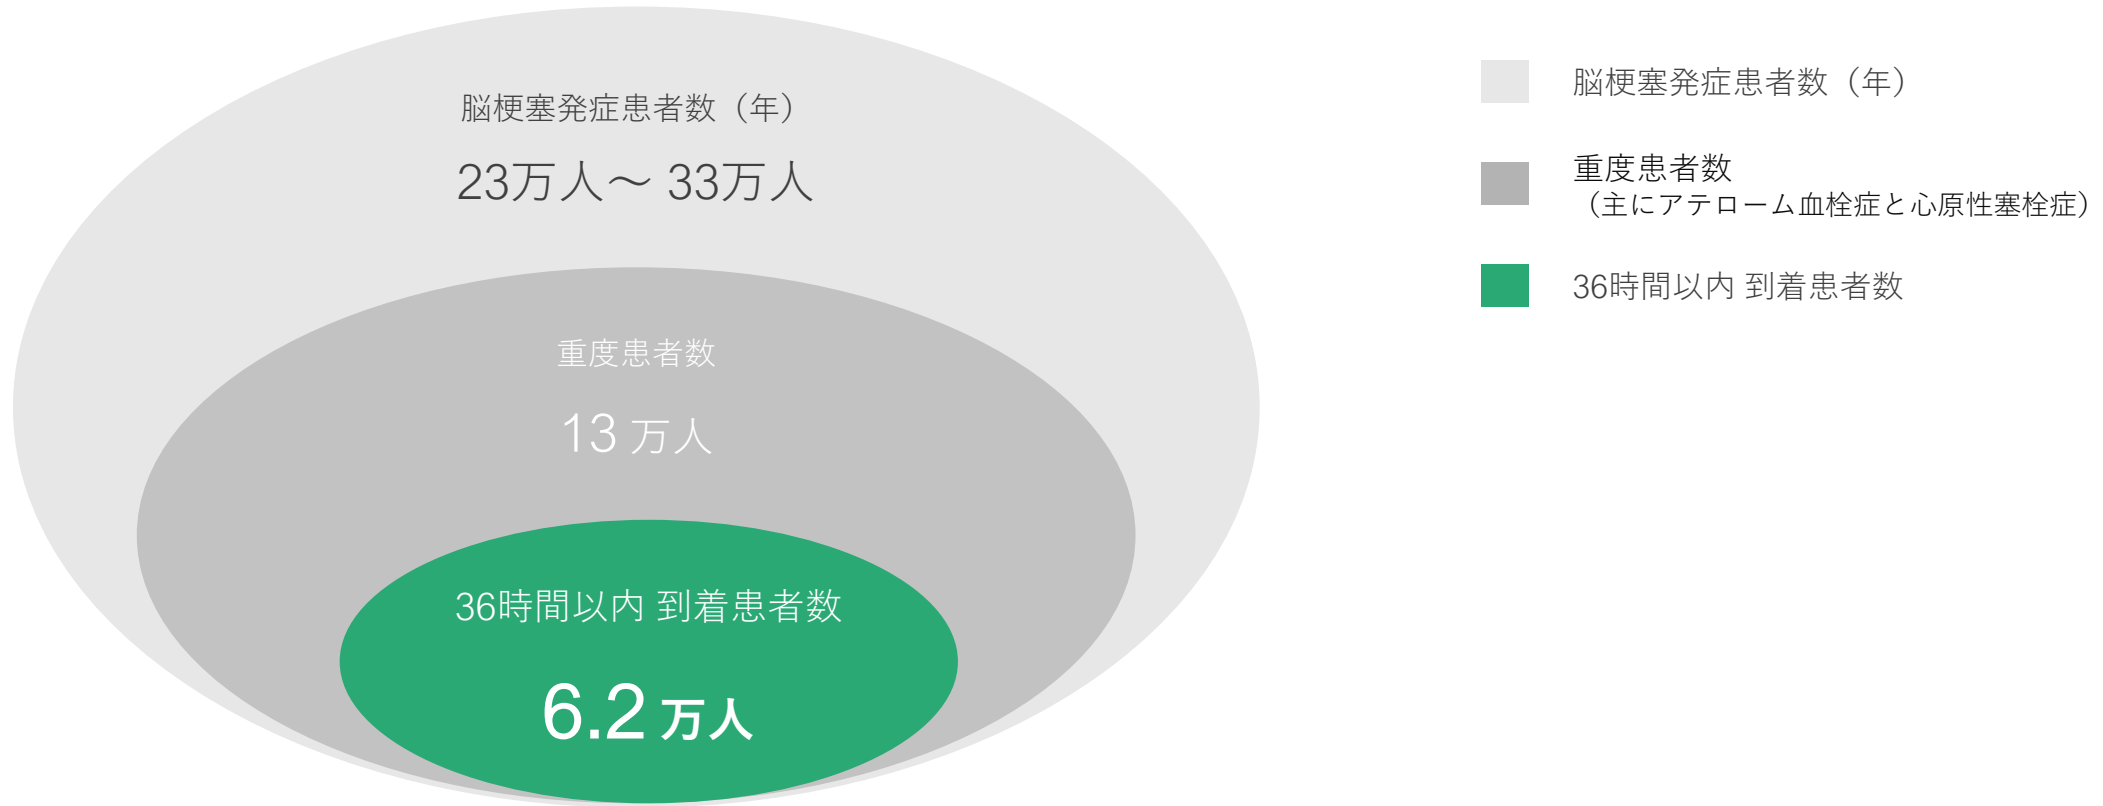 脳梗塞発症患者数（年）
23万人〜 33万人
重度患者数
13 万人
36時間以内 到着患者数
6.2 万人
脳梗塞発症患者数（年）
重度患者数
（主にアテローム血栓症と心原性塞栓症）
36時間以内 到着患者数